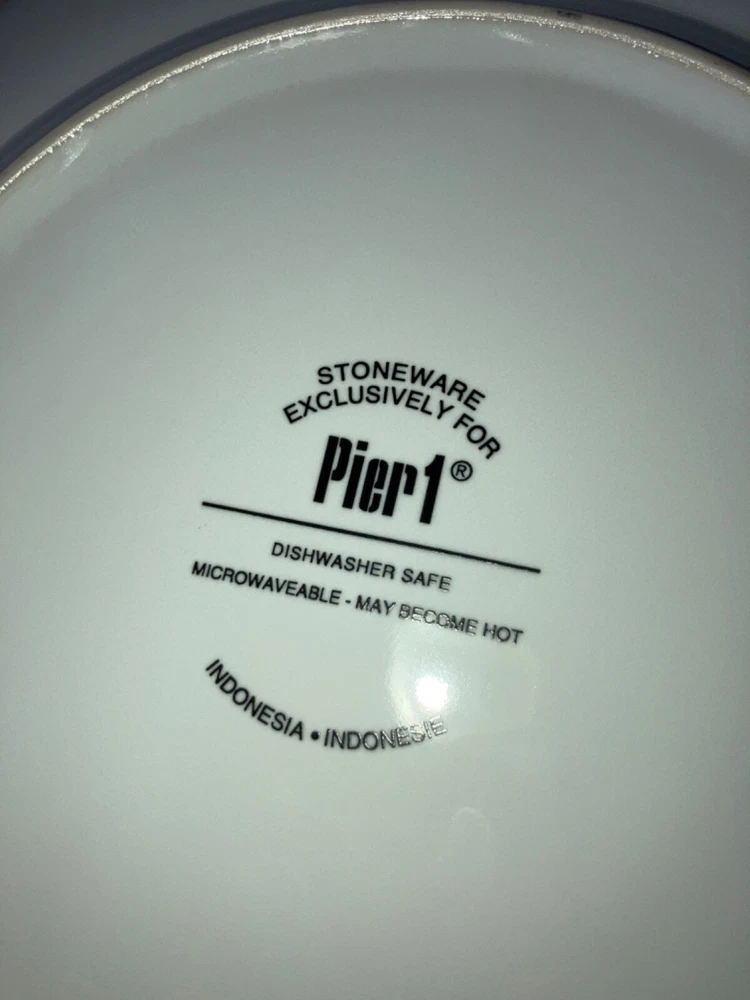 STONEWARE
EXCLUSIVELY FOR
Pier1®
DISHWASHER SAFE
MICROWAVEABLE - MAY BECOME HOT
INDONESIA • INDONESIE